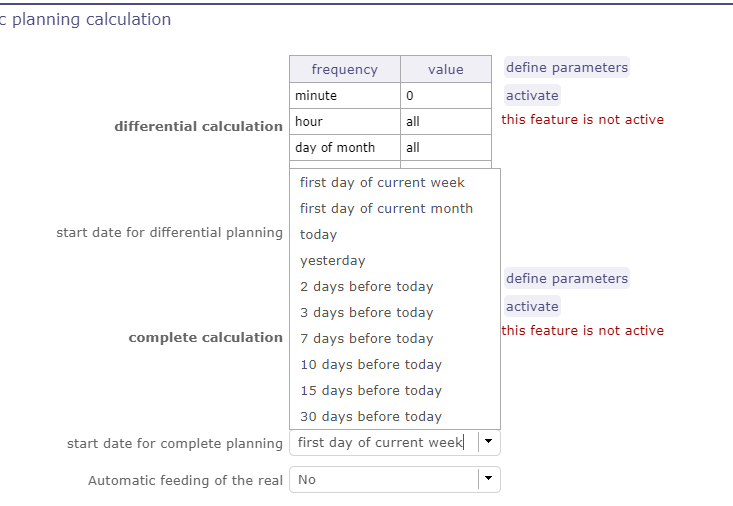 c planning calculation
frequency value define parameters
minute 0 activate
differential calculation hour all this feature is not active
day of month all
first day of current week
first day of current month
start date for differential planning today
yesterday
2 days before today define parameters
3 days before today activate
complete calculation 7 days before today this feature is not active
10 days before today
15 days before today
30 days before today
start date for complete planning first day of current week
Automatic feeding of the real No